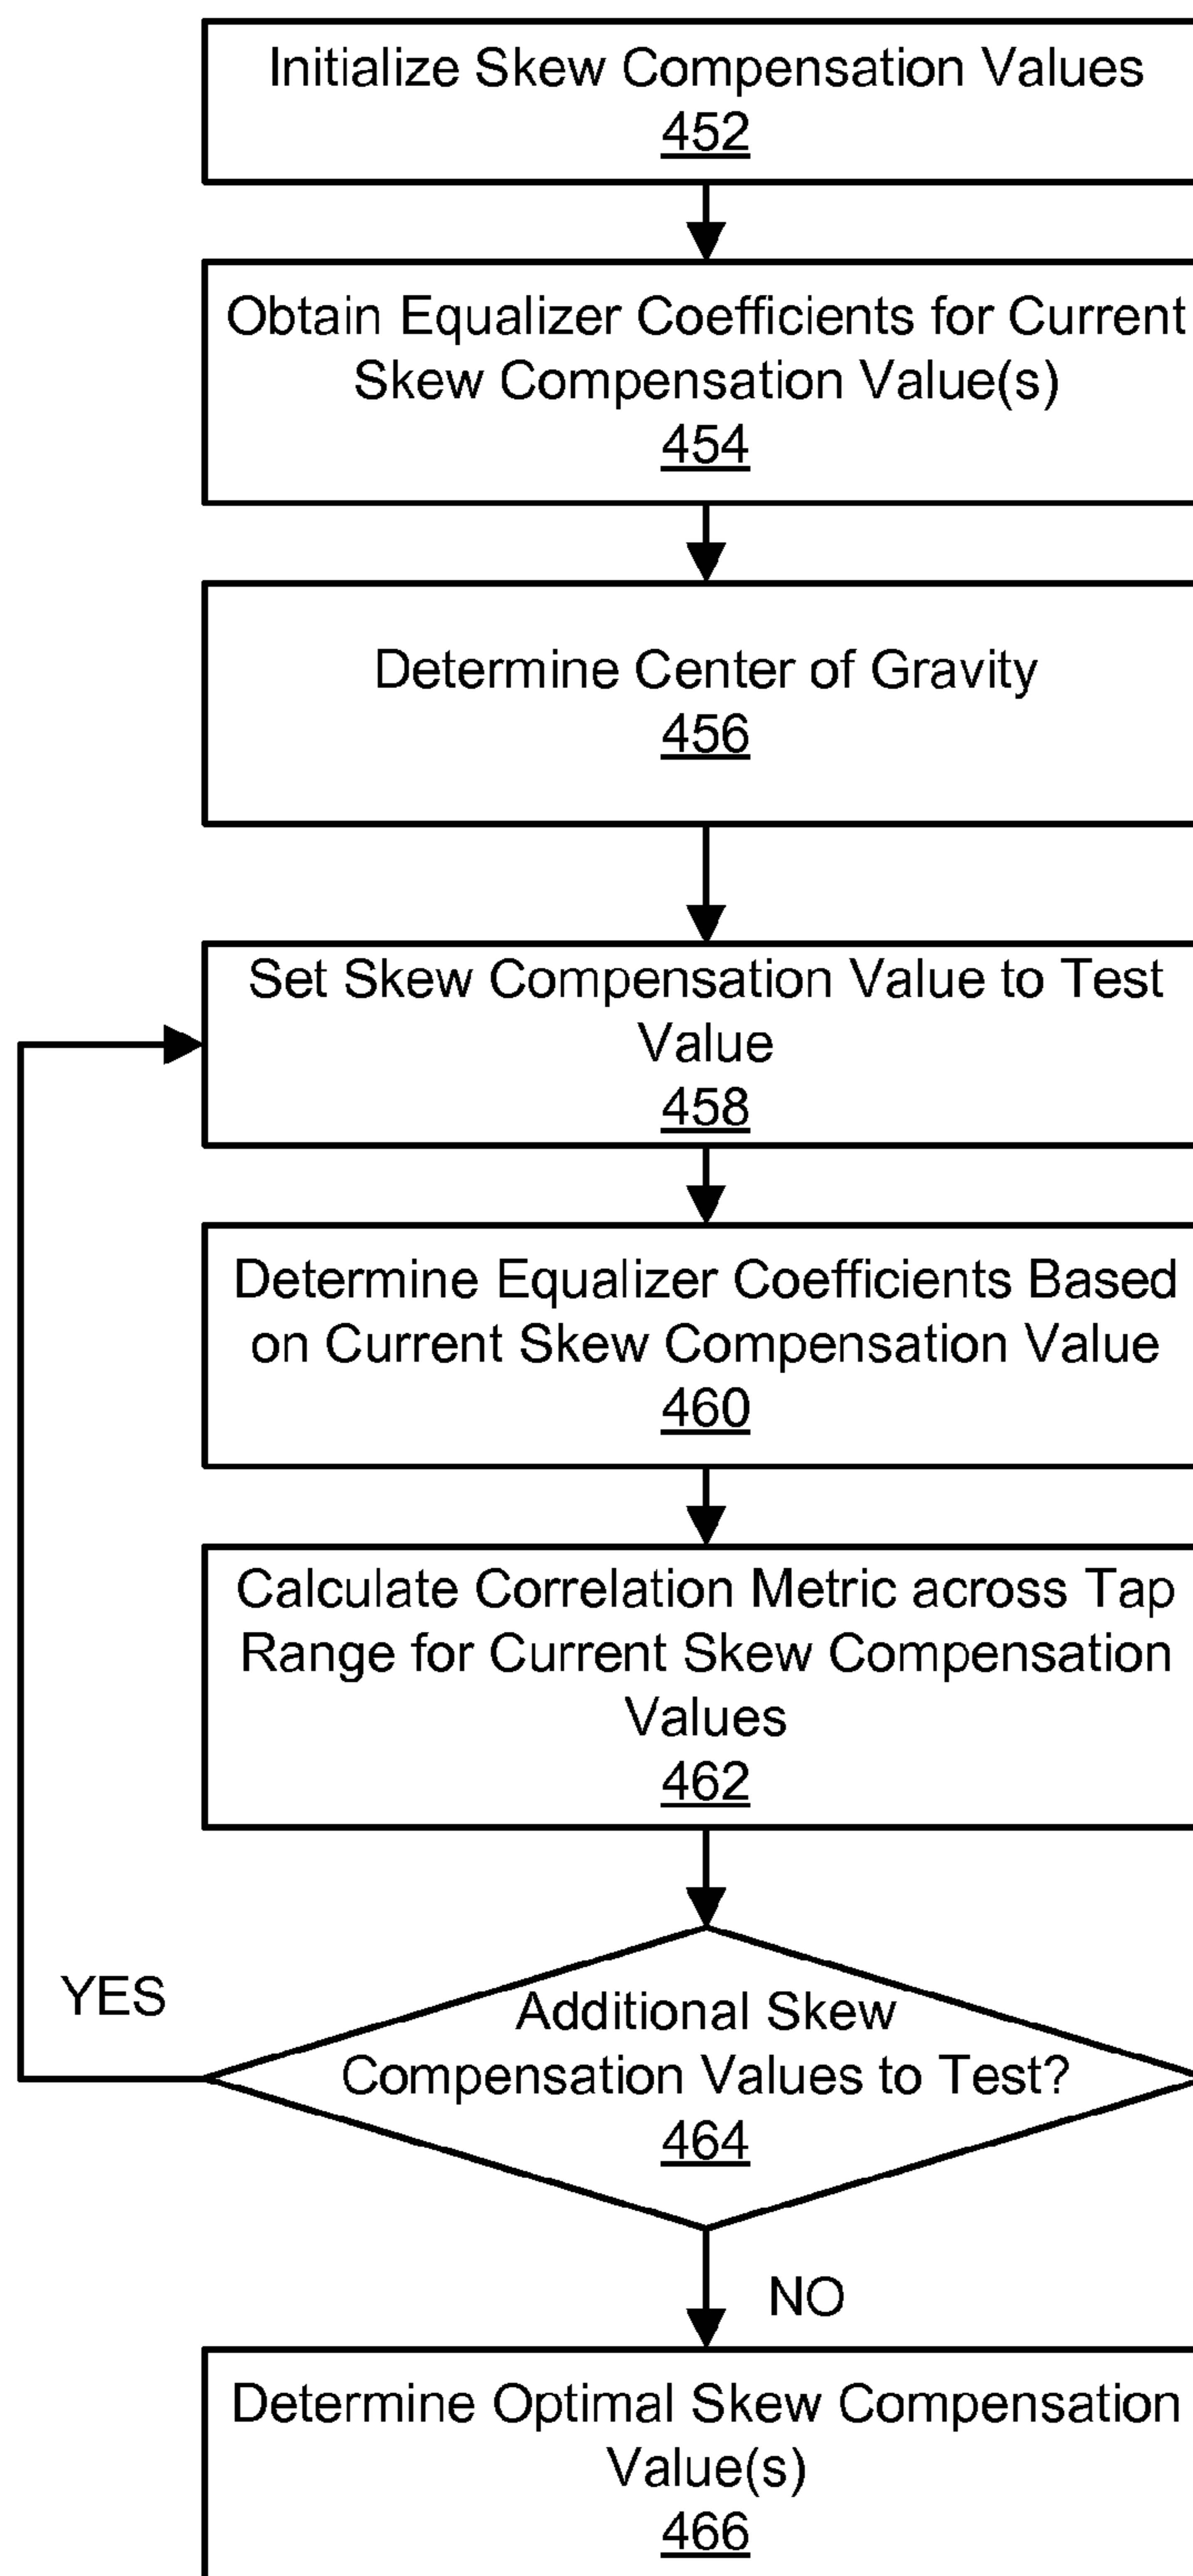 Initialize Skew Compensation Values
452
Obtain Equalizer Coefficients for Current
Skew Compensation Value(s)
454
Determine Center of Gravity
456
Set Skew Compensation Value to Test
Value
458
Determine Equalizer Coefficients Based
on Current Skew Compensation Value
460
Calculate Correlation Metric across Tap
Range for Current Skew Compensation
Values
462
YES
Additional Skew
Compensation Values to Test?
464
NO
Determine Optimal Skew Compensation
Value(s)
466